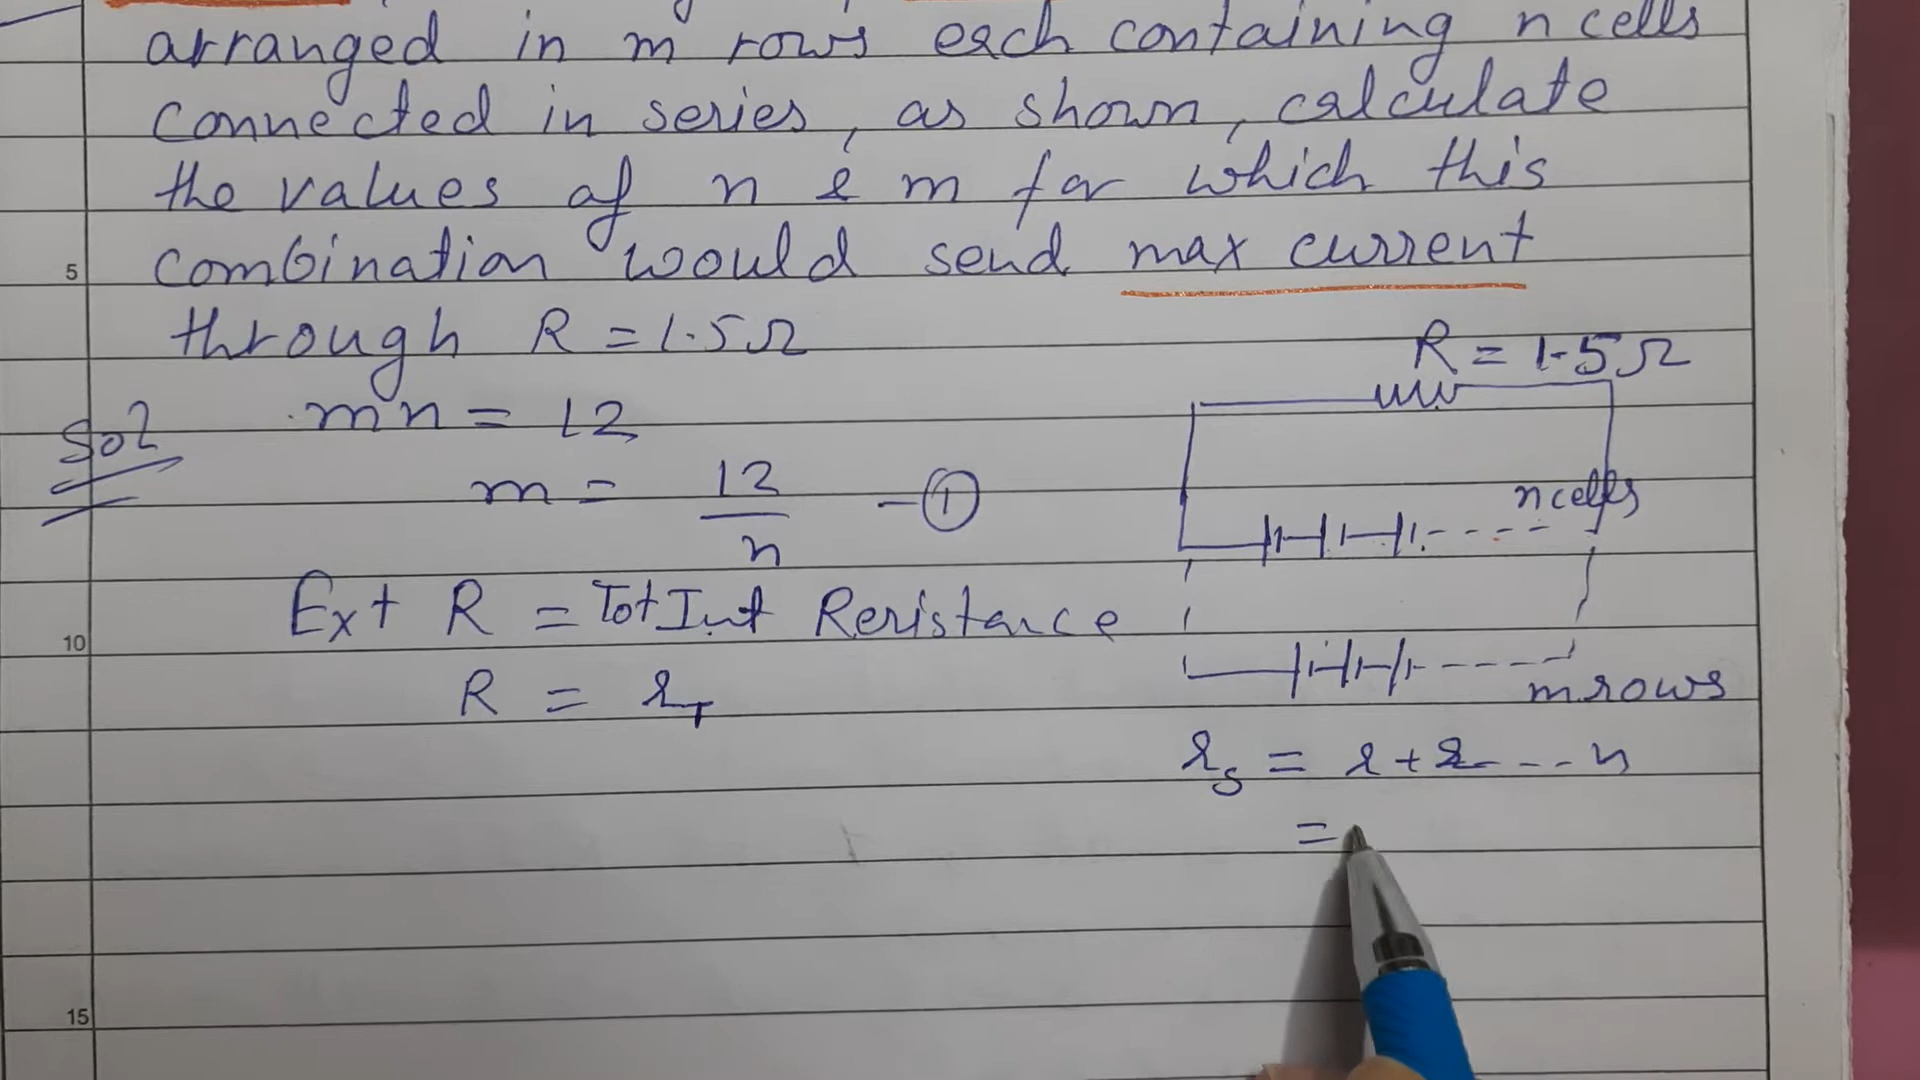 arranged in m rows each containing n cells
connected in series, as shown, calculate
the values of n & m for which this
combination would send max current
through R = 1.5Ω
R = 1.5Ω
Sol
mn = 12
m = 12/n - ①
n cells
Ext R = Tot Int Resistance
R = r_T
m rows
r_s = r + r - - - n
=
5
10
15